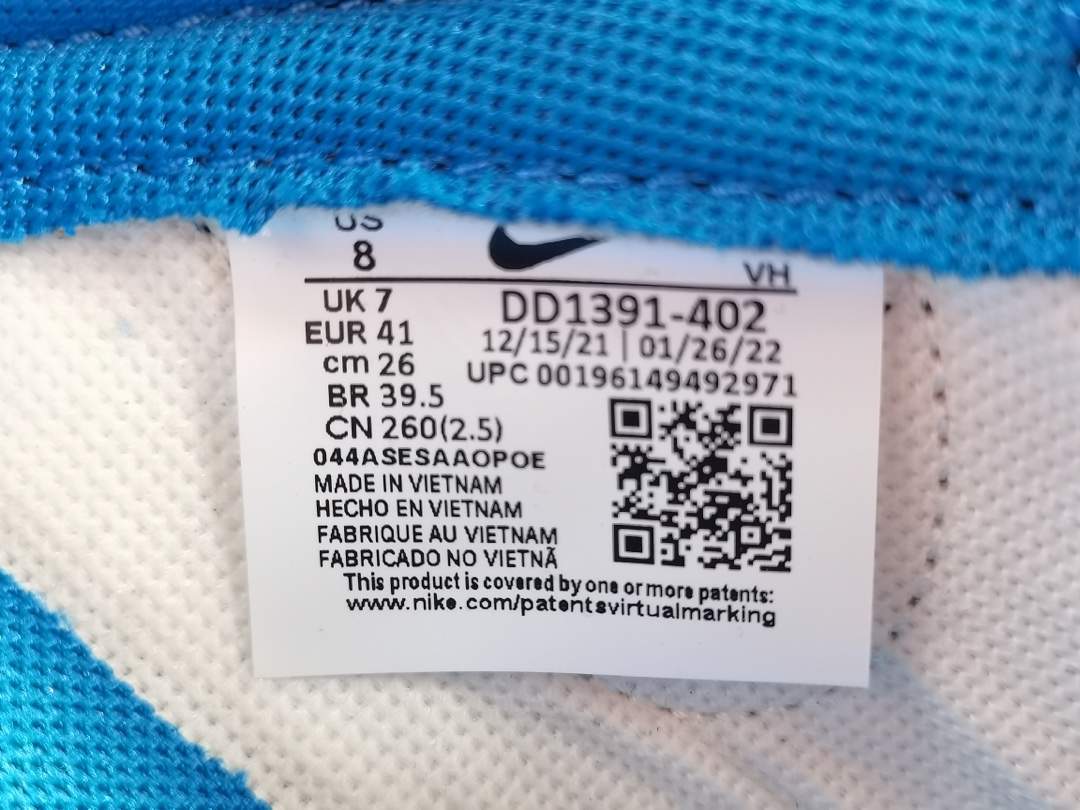 US
8
VH
UK 7
EUR 41
cm 26
BR 39.5
CN 260(2.5)
DD1391-402
12/15/21 | 01/26/22
UPC 00196149492971
044ASESAAOPOE
MADE IN VIETNAM
HECHO EN VIETNAM
FABRIQUE AU VIETNAM
FABRICADO NO VIETNÃ
This product is covered by one or more patents:
www.nike.com/patentsvirtualmarking